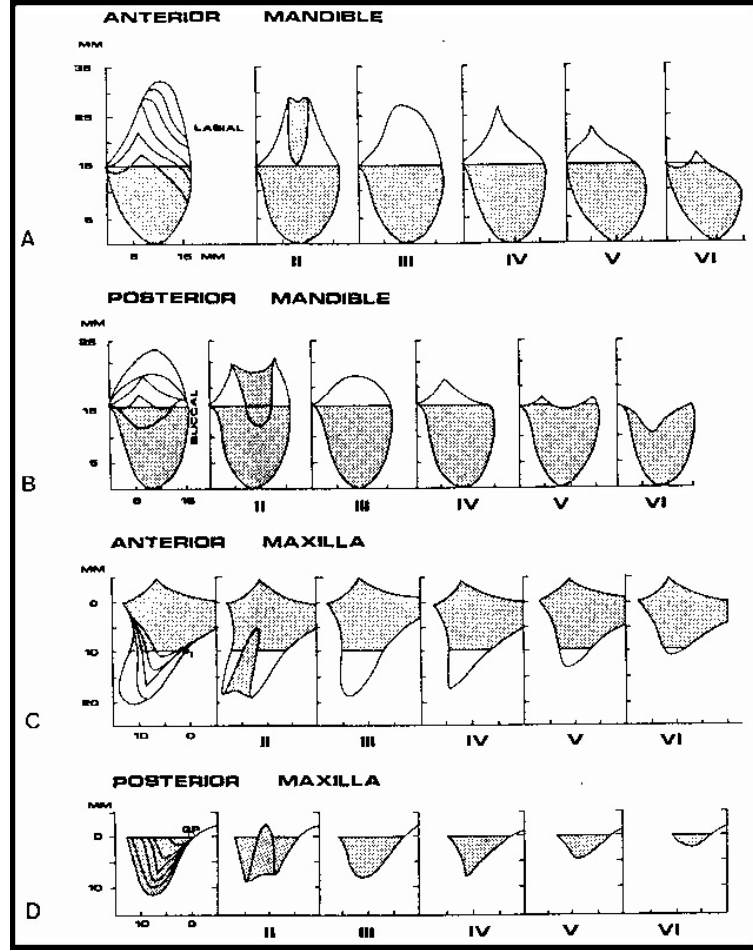 ANTERIOR MANDIBLE
MM
35
25
LABIAL
15
5
A
5 15 MM
II III IV V VI
POSTERIOR MANDIBLE
MM
25
15
BUCCAL
5
B
5 15
II III IV V VI
ANTERIOR MAXILLA
MM
0
10
20
C
10 0
II III IV V VI
POSTERIOR MAXILLA
MM
G.P.
0
10
D
10 0
II III IV V VI